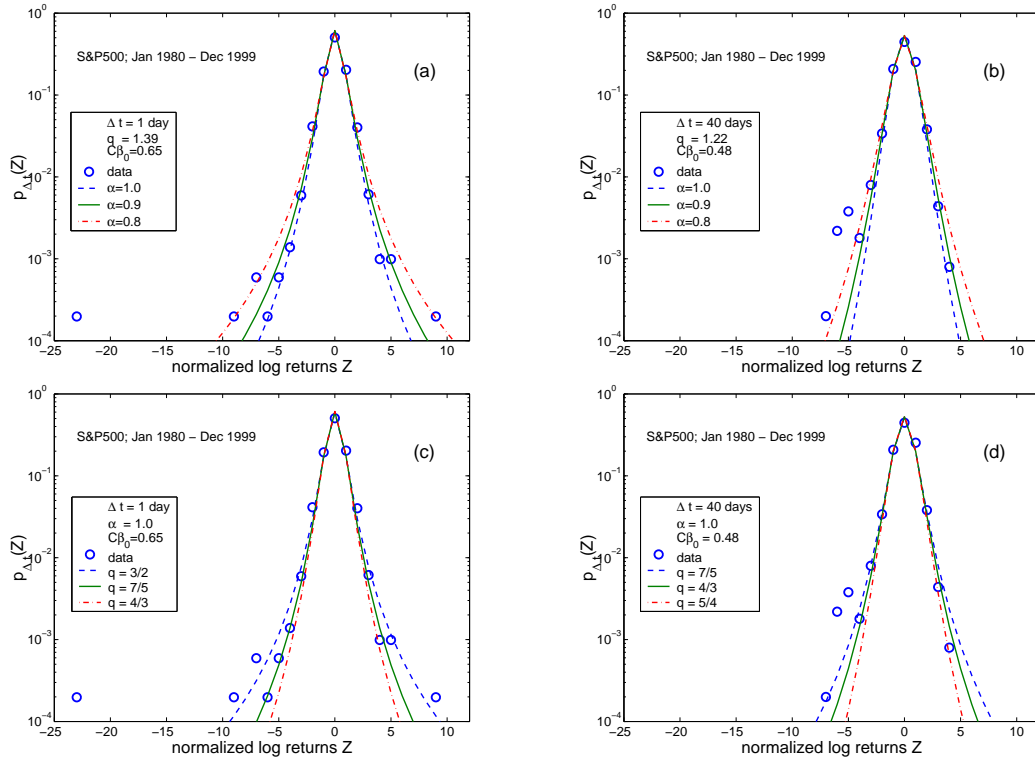 S&P500; Jan 1980 – Dec 1999
(a)
Δ t = 1 day
q = 1.39
Cβ0=0.65
data
α=1.0
α=0.9
α=0.8
p Δt(Z)
10^0
10^-1
10^-2
10^-3
10^-4
−25 −20 −15 −10 −5 0 5 10
normalized log returns Z
S&P500; Jan 1980 – Dec 1999
(b)
Δ t = 40 days
q = 1.22
Cβ0=0.48
data
α=1.0
α=0.9
α=0.8
p Δt(Z)
10^0
10^-1
10^-2
10^-3
10^-4
−25 −20 −15 −10 −5 0 5 10
normalized log returns Z
S&P500; Jan 1980 – Dec 1999
(c)
Δ t = 1 day
α = 1.0
Cβ0=0.65
data
q = 3/2
q = 7/5
q = 4/3
p Δt(Z)
10^0
10^-1
10^-2
10^-3
10^-4
−25 −20 −15 −10 −5 0 5 10
normalized log returns Z
S&P500; Jan 1980 – Dec 1999
(d)
Δ t = 40 days
α = 1.0
Cβ0 = 0.48
data
q = 7/5
q = 4/3
q = 5/4
p Δt(Z)
10^0
10^-1
10^-2
10^-3
10^-4
−25 −20 −15 −10 −5 0 5 10
normalized log returns Z